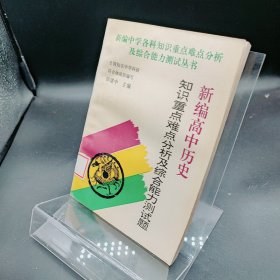 新编中学各科知识重点难点分析
及综合能力测试丛书
主编
新编高中历史
知识重点难点分析及综合能力测试题